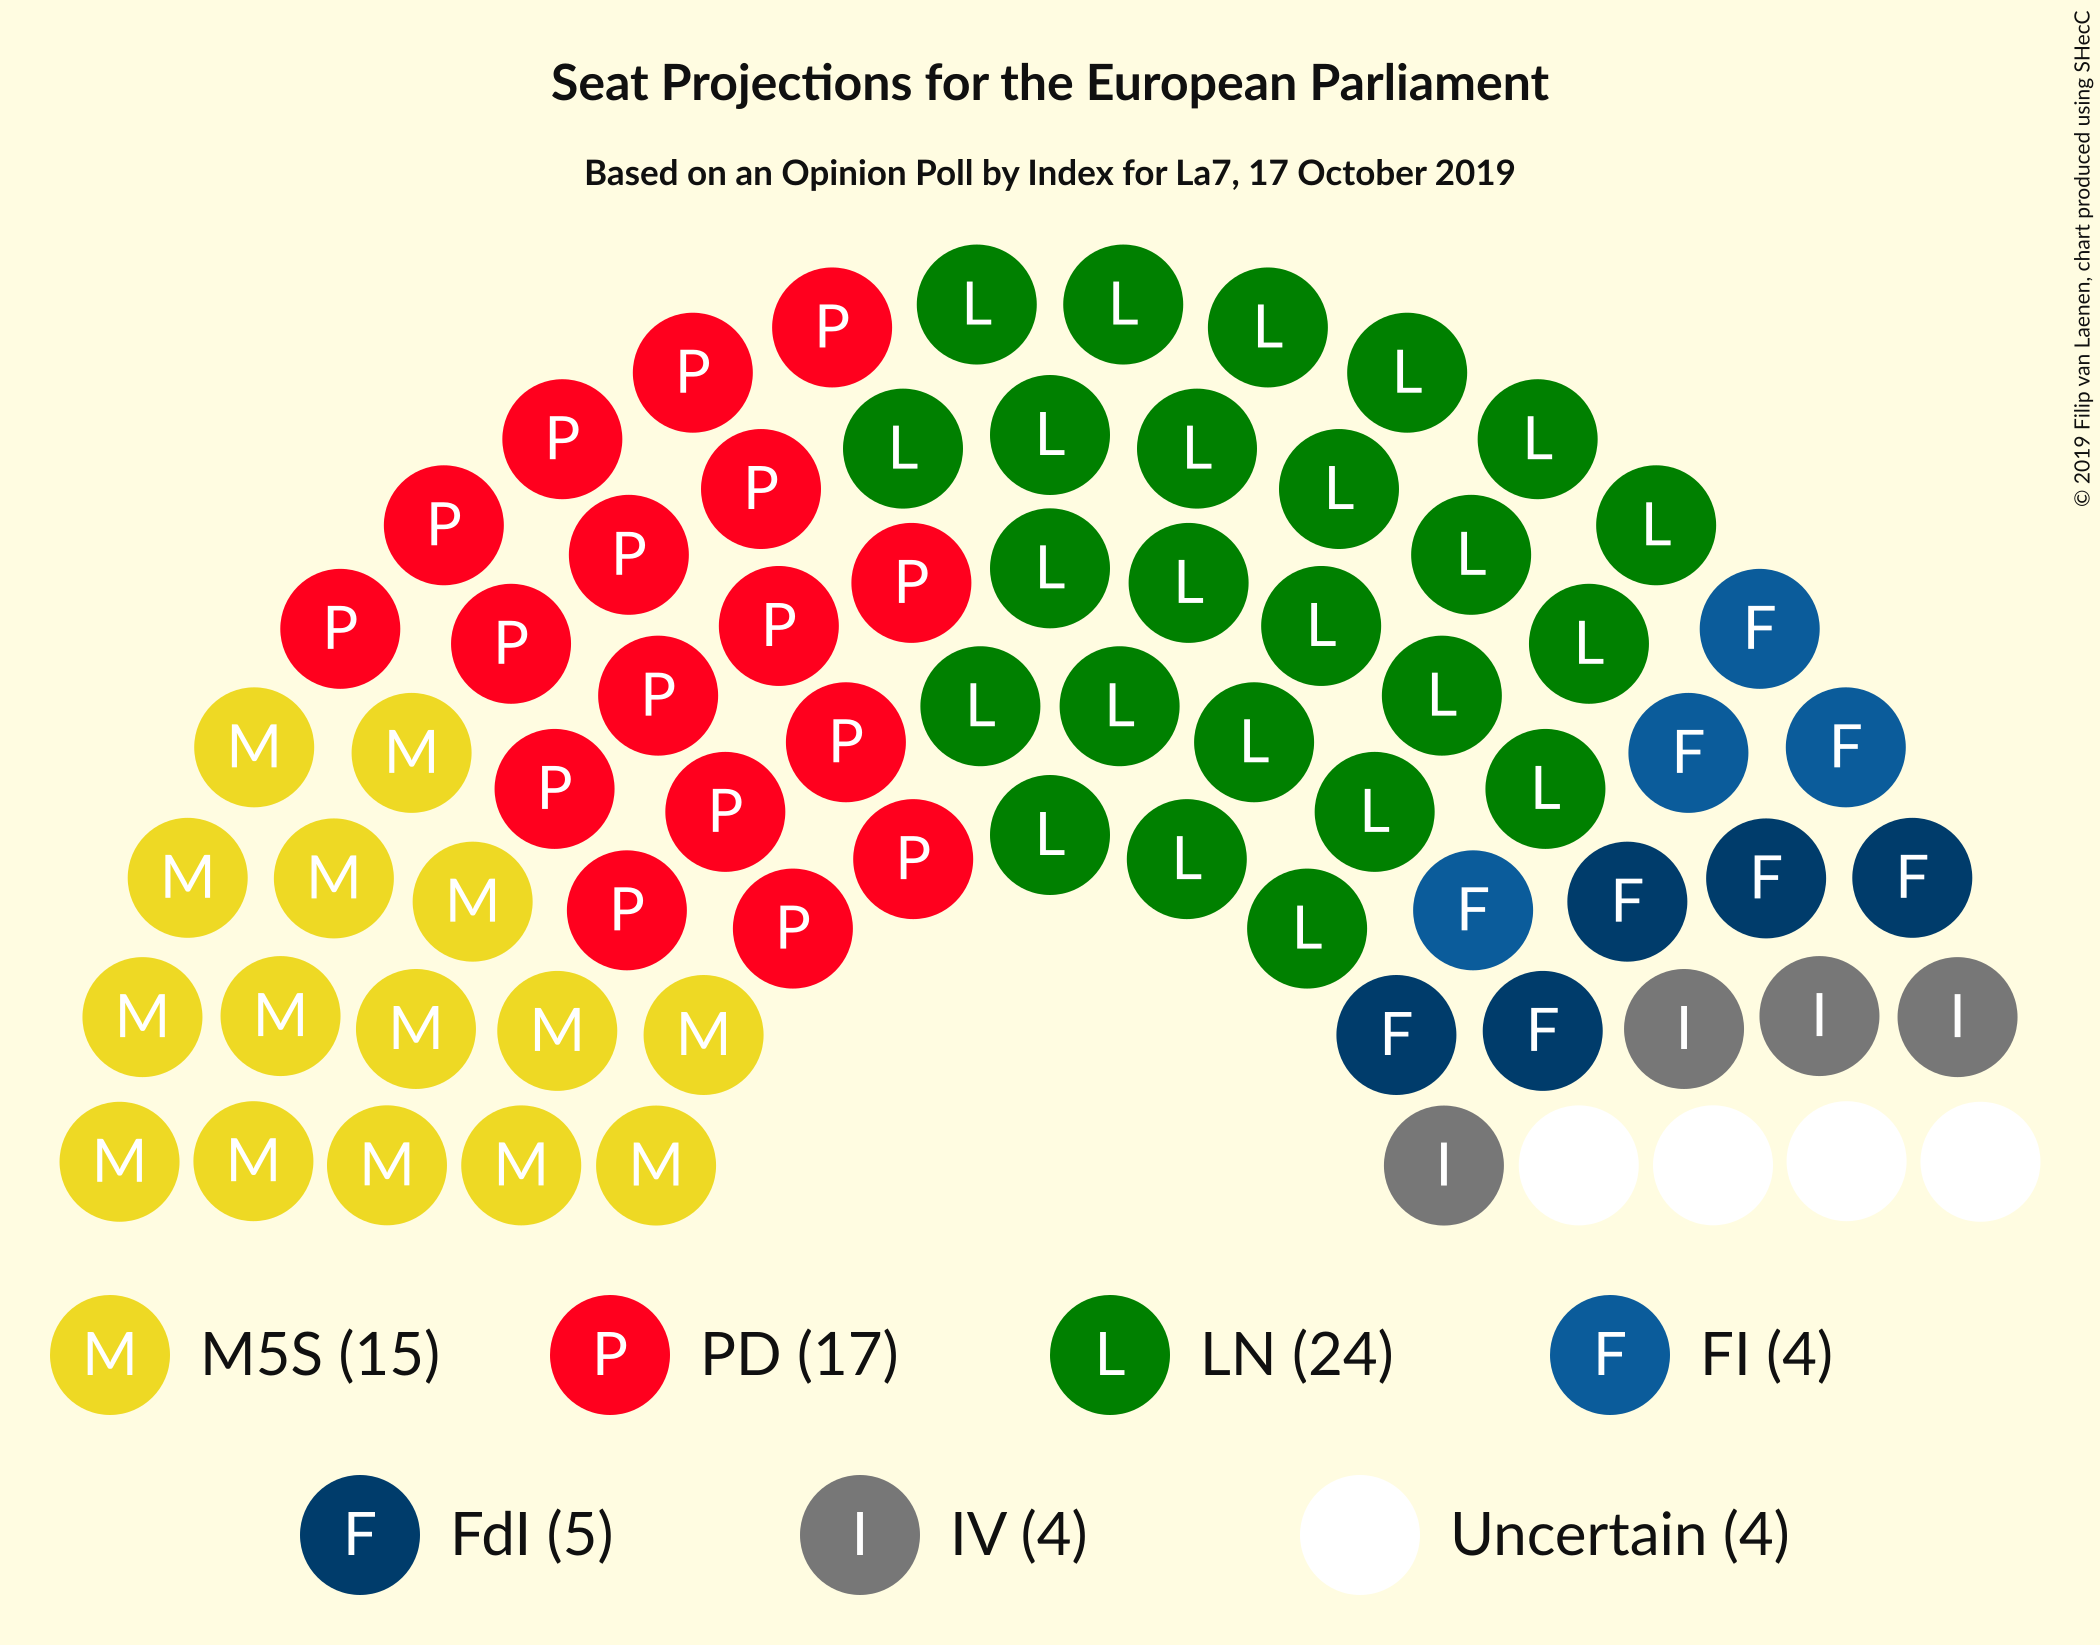 Seat Projections for the European Parliament
Based on an Opinion Poll by Index for La7, 17 October 2019
© 2019 Filip van Laenen, chart produced using SHecC
L L
P L
P L
P L
L
P L L
P L
P L
P L
L
P L
P L
P F
P L
P L
P L
L L
P L
M F
M F
P L
P L
L
P L
M F
M F
M F
P F
P L
M F
M I
M I
M I
M F
M F
M M M M M I
M M5S (15) P PD (17) L LN (24) F FI (4)
F FdI (5) I IV (4) Uncertain (4)